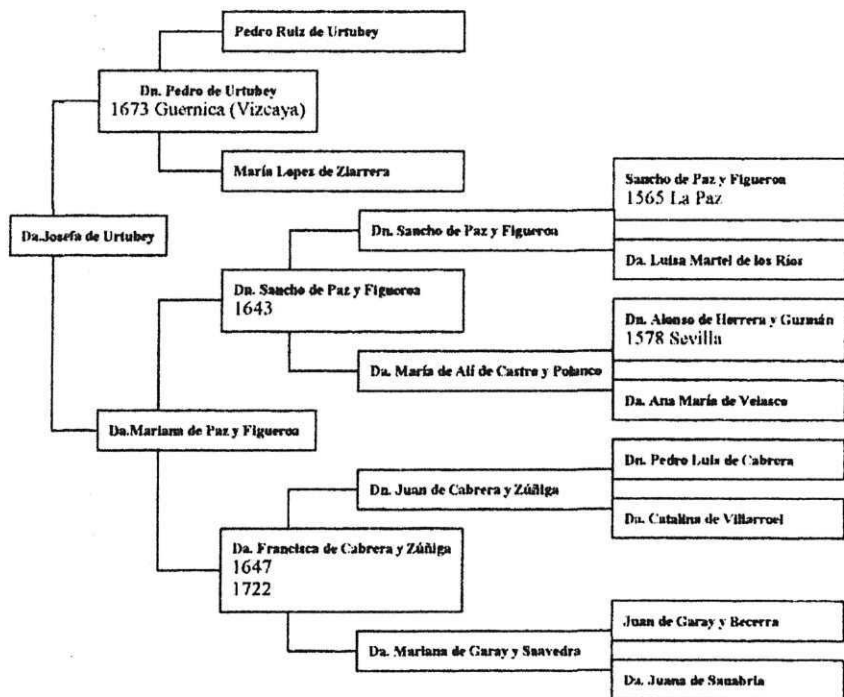 Pedro Ruiz de Urtubey
Dn. Pedro de Urtubey
1673 Guernica (Vizcaya)
María Lopez de Ziarrera
Sancho de Paz y Figueroa
1565 La Paz
Dn. Sancho de Paz y Figueroa
Da.Josefa de Urtubey
Da. Luisa Martel de los Ríos
Dn. Sancho de Paz y Figueroa
1643
Dn. Alonso de Herrera y Guzmán
1578 Sevilla
Da. María de Alí de Castro y Polanco
Da. Ana María de Velasco
Da.Mariana de Paz y Figueroa
Dn. Pedro Luis de Cabrera
Dn. Juan de Cabrera y Zúñiga
Da. Catalina de Villarroel
Da. Francisca de Cabrera y Zúñiga
1647
1722
Juan de Garay y Becerra
Da. Mariana de Garay y Saavedra
Da. Juana de Sanabria